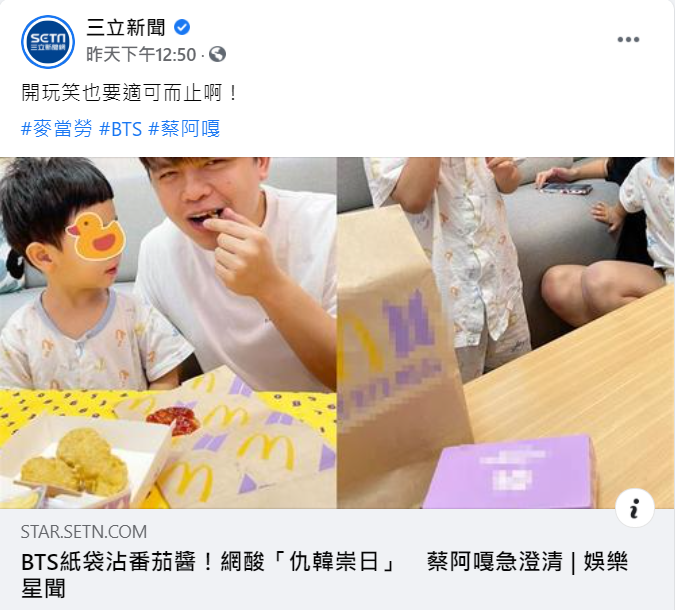 SETN
三立新聞網
三立新聞
昨天下午12:50 ·
開玩笑也要適可而止啊！
#麥當勞 #BTS #蔡阿嘎
STAR.SETN.COM
BTS紙袋沾番茄醬！網酸「仇韓崇日」　蔡阿嘎急澄清 | 娛樂
星聞